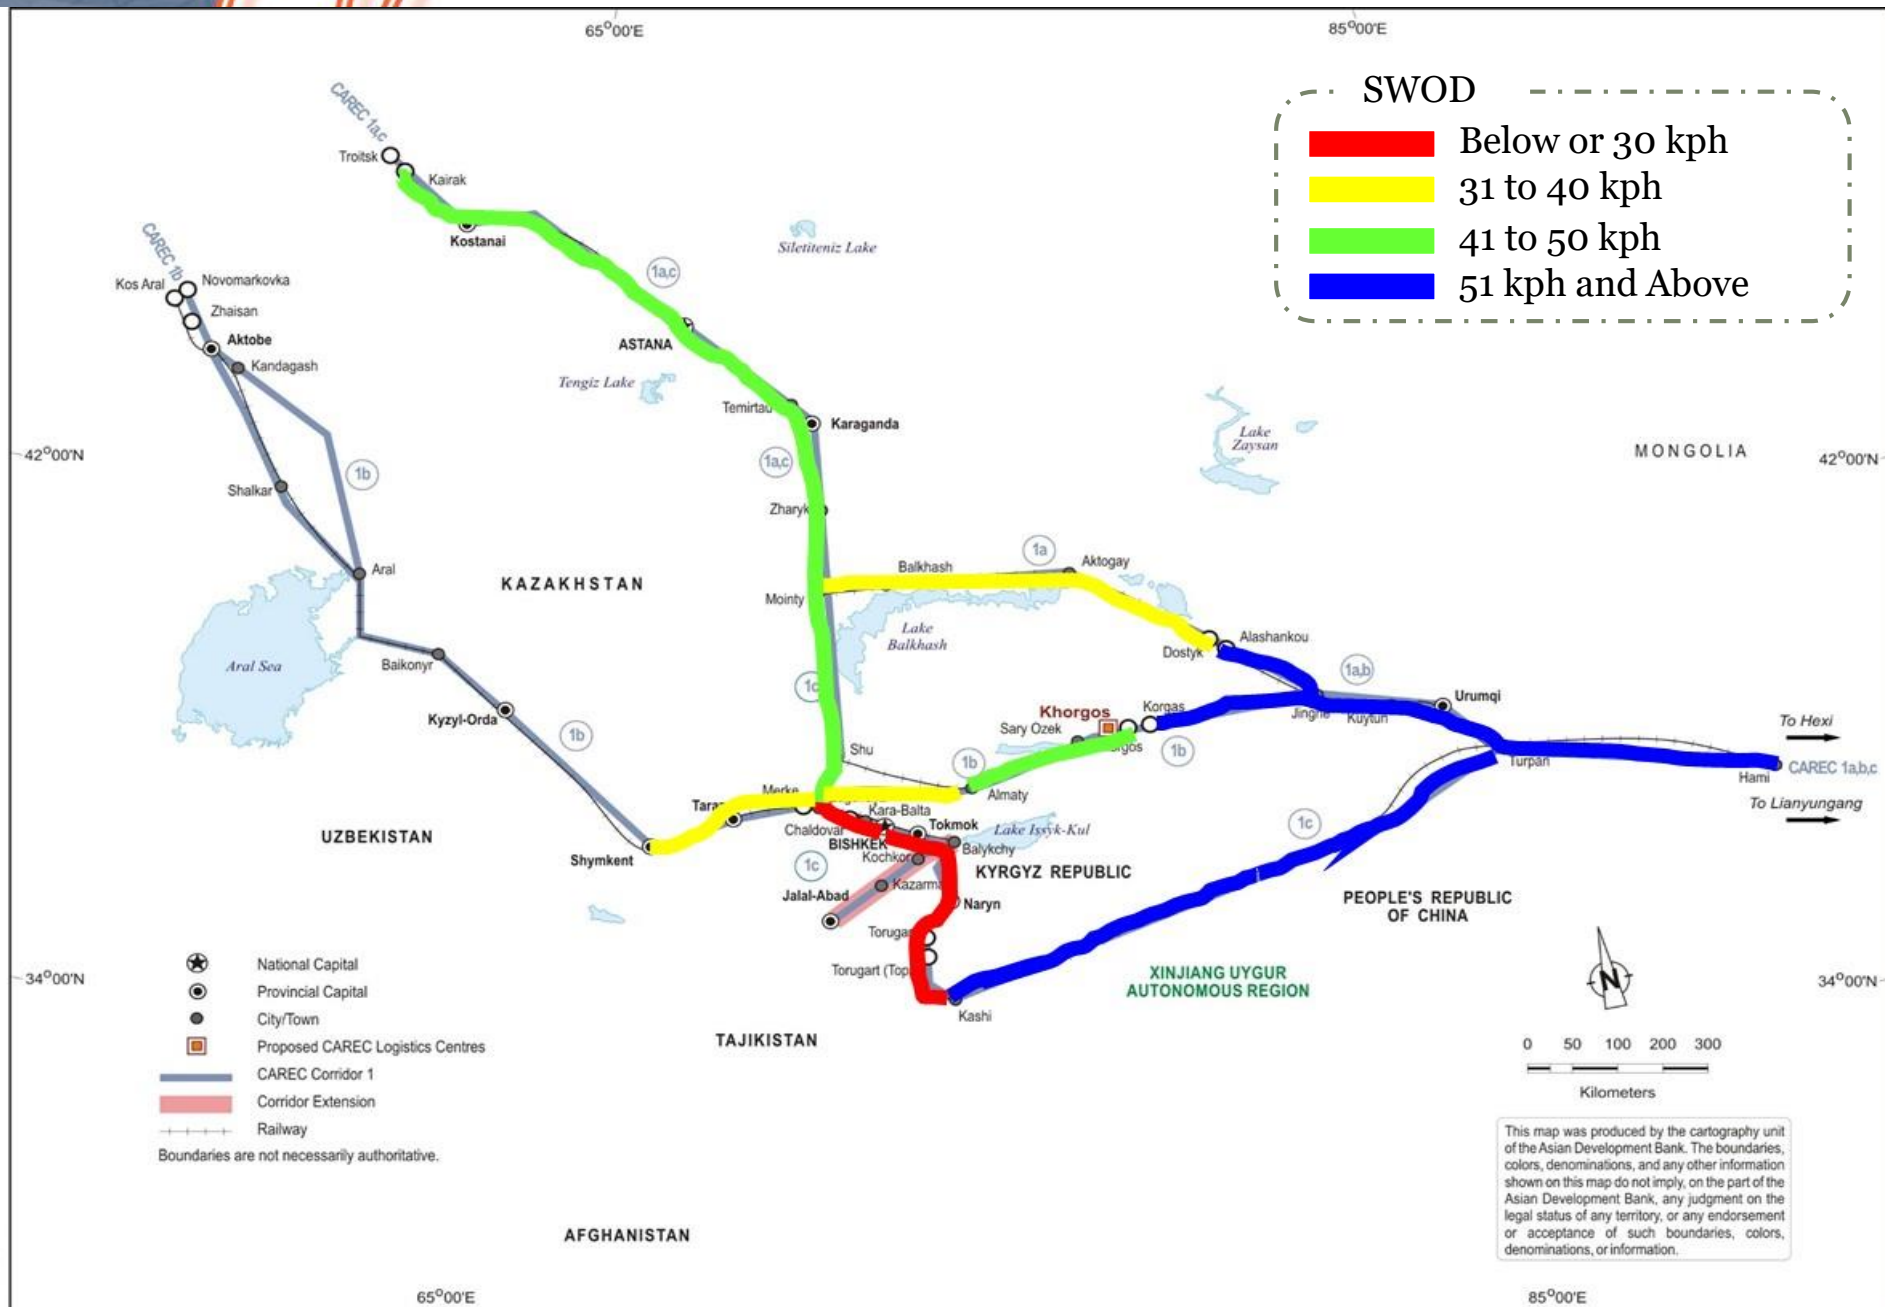 65°00'E
85°00'E
SWOD
Below or 30 kph
31 to 40 kph
41 to 50 kph
51 kph and Above
CAREC 1a,c
Troitsk
Kairak
Kostanai
Siletiteniz Lake
1a,c
CAREC 1b
Kos Aral
Novomarkovka
Zhaisan
Aktobe
Kandagash
ASTANA
Tengiz Lake
Temirtau
Karaganda
Lake
Zaysan
MONGOLIA
42°00'N
42°00'N
1b
1a,c
Shalkar
Zharyk
1a
Aral
KAZAKHSTAN
Balkhash
Aktogay
Mointy
Lake
Balkhash
Alashankou
Dostyk
Aral Sea
Baikonyr
1c
1a,b
Urumqi
Kyzyl-Orda
Khorgos
Korgas
Jinghe
Kuytun
To Hexi
1b
Sary Ozek
1b
Shu
1b
Turpan
Hami
CAREC 1a,b,c
Merke
Almaty
To Lianyungang
Kara-Balta
UZBEKISTAN
Chaldovar
Tokmok
Lake Issyk-Kul
1c
Shymkent
BISHKEK
Balykchy
Kochkor
1c
KYRGYZ REPUBLIC
Jalal-Abad
Naryn
PEOPLE'S REPUBLIC
OF CHINA
National Capital
Torugart (Top
XINJIANG UYGUR
AUTONOMOUS REGION
N
34°00'N
34°00'N
Provincial Capital
City/Town
Kashi
TAJIKISTAN
Proposed CAREC Logistics Centres
0 50 100 200 300
Kilometers
CAREC Corridor 1
Corridor Extension
Railway
Boundaries are not necessarily authoritative.
This map was produced by the cartography unit
of the Asian Development Bank. The boundaries,
colors, denominations, and any other information
shown on this map do not imply, on the part of the
Asian Development Bank, any judgment on the
legal status of any territory, or any endorsement
or acceptance of such boundaries, colors,
denominations, or information.
AFGHANISTAN
65°00'E
85°00'E